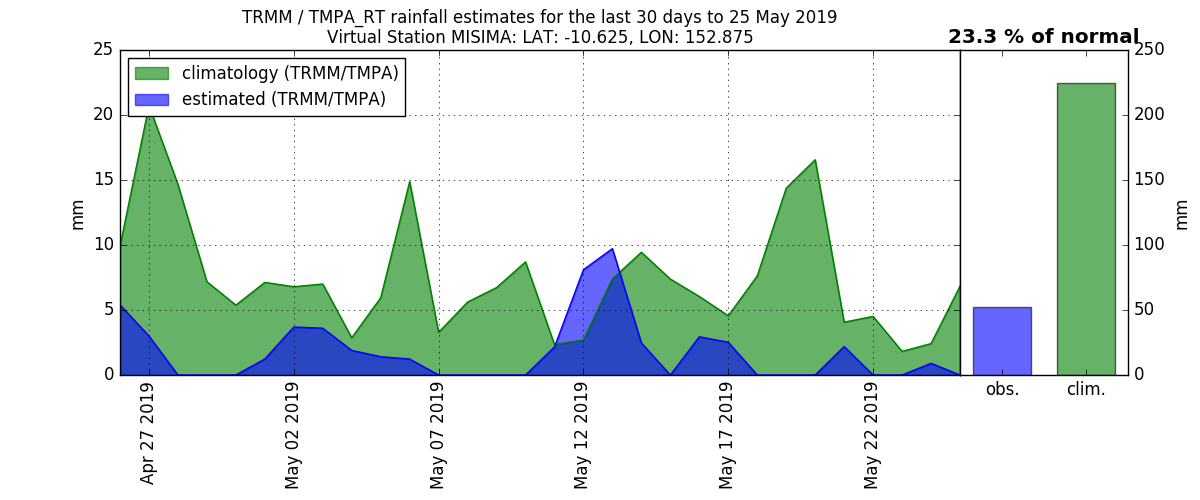 TRMM / TMPA_RT rainfall estimates for the last 30 days to 25 May 2019
Virtual Station MISIMA: LAT: -10.625, LON: 152.875
23.3 % of normal
climatology (TRMM/TMPA)
estimated (TRMM/TMPA)
25
20
15
10
5
0
mm
Apr 27 2019
May 02 2019
May 07 2019
May 12 2019
May 17 2019
May 22 2019
250
200
150
100
50
0
mm
obs.
clim.